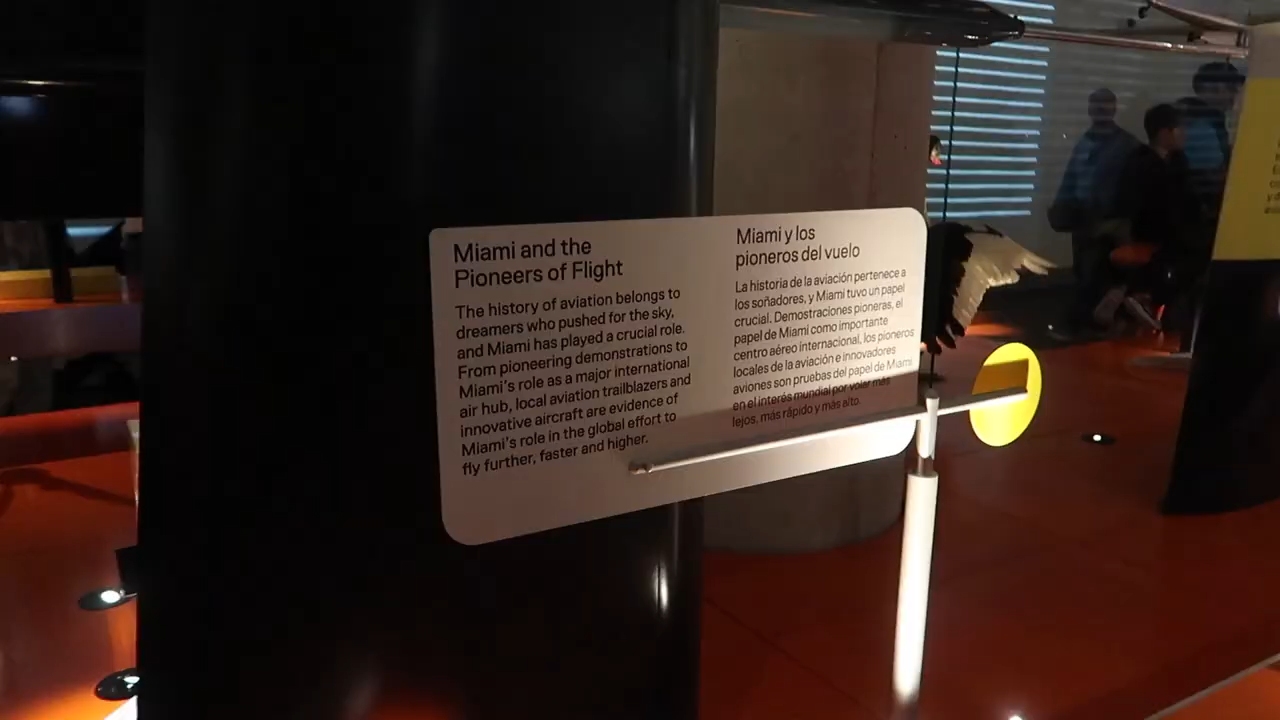 Miami and the
Pioneers of Flight
The history of aviation belongs to
dreamers who pushed for the sky,
and Miami has played a crucial role.
From pioneering demonstrations to
Miami's role as a major international
air hub, local aviation trailblazers and
innovative aircraft are evidence of
Miami's role in the global effort to
fly further, faster and higher.
Miami y los
pioneros del vuelo
La historia de la aviación pertenece a
los soñadores, y Miami tuvo un papel
crucial. Demostraciones pioneras, el
papel de Miami como importante
centro aéreo internacional, los pioneros
locales de la aviación e innovadores
aviones son pruebas del papel de Miami
en el interés mundial por volar más
lejos, más rápido y más alto.